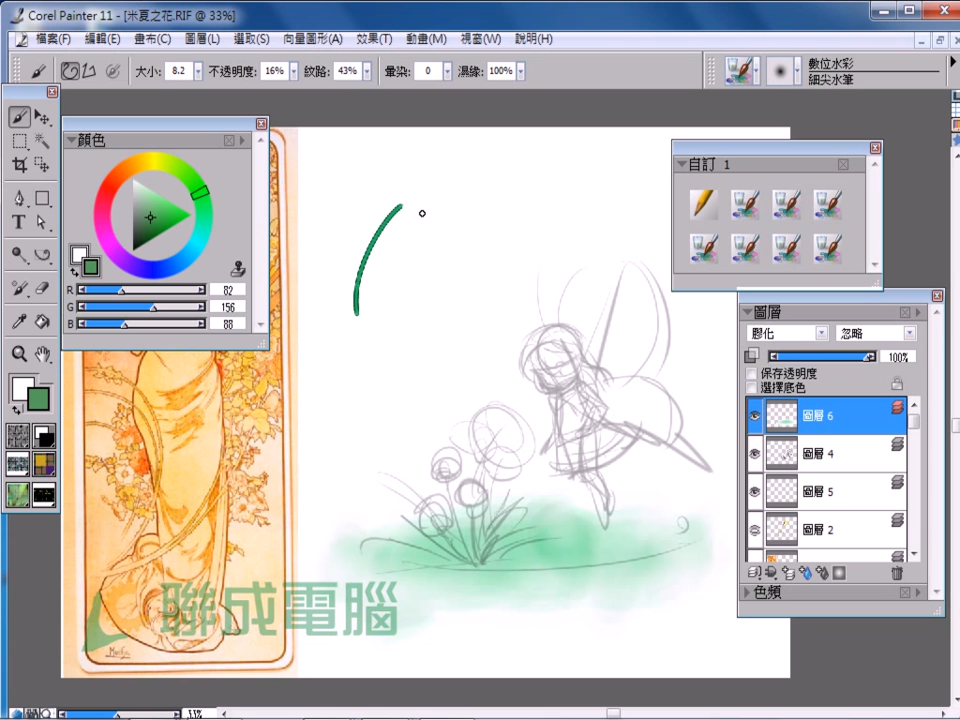 Corel Painter 11 - [米夏之花.RIF @ 33%]
檔案(F) 編輯(E) 畫布(C) 圖層(L) 選取(S) 向量圖形(A) 效果(T) 動畫(M) 視窗(W) 說明(H)
大小: 8.2 不透明度: 16% 紋路: 43% 暈染: 0 濕緣: 100%
數位水彩
細尖水筆
顏色
R 82
G 156
B 88
自訂 1
圖層
膠化 忽略
100%
保存透明度
選擇底色
圖層 6
圖層 4
圖層 5
圖層 2
色頻
T
聯成電腦
Mucha
33%